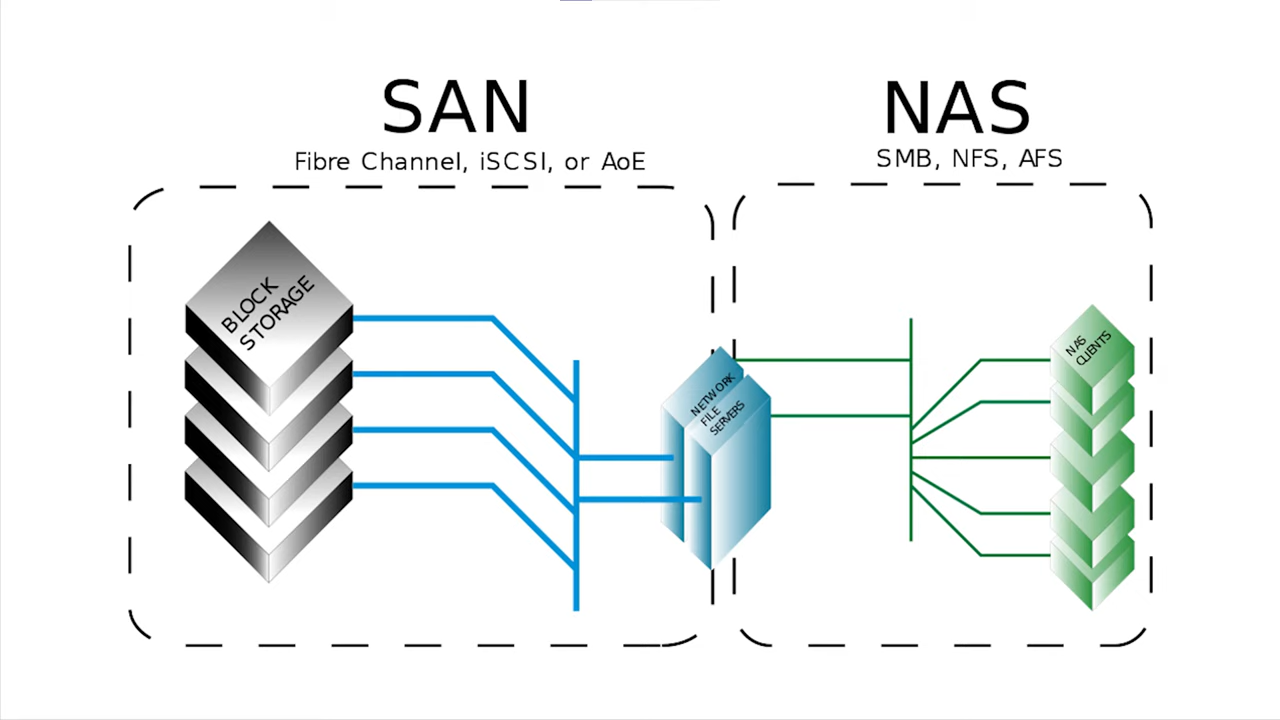 SAN
Fibre Channel, iSCSI, or AoE
NAS
SMB, NFS, AFS
BLOCK
STORAGE
NETWORK
FILE
SERVERS
NAS
CLIENTS